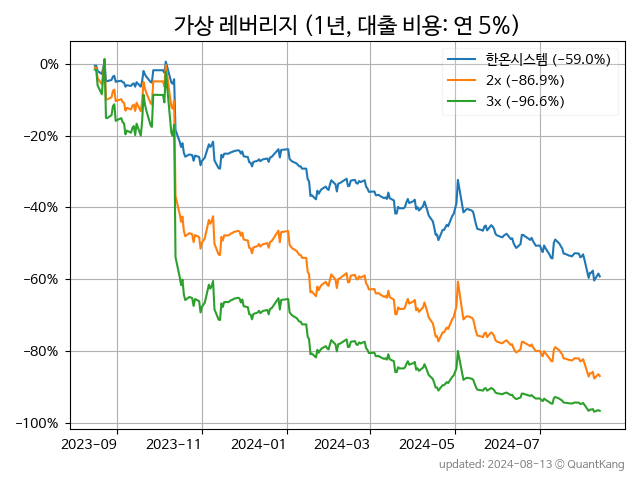 가상 레버리지 (1년, 대출 비용: 연 5%)
한온시스템 (−59.0%)
2x (−86.9%)
3x (−96.6%)
0%
−20%
−40%
−60%
−80%
−100%
2023-09 2023-11 2024-01 2024-03 2024-05 2024-07
updated: 2024-08-13 © QuantKang